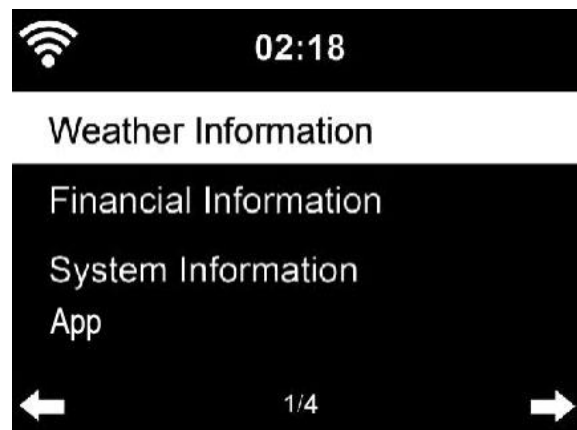 02:18
Weather Information
Financial Information
System Information
App
1/4